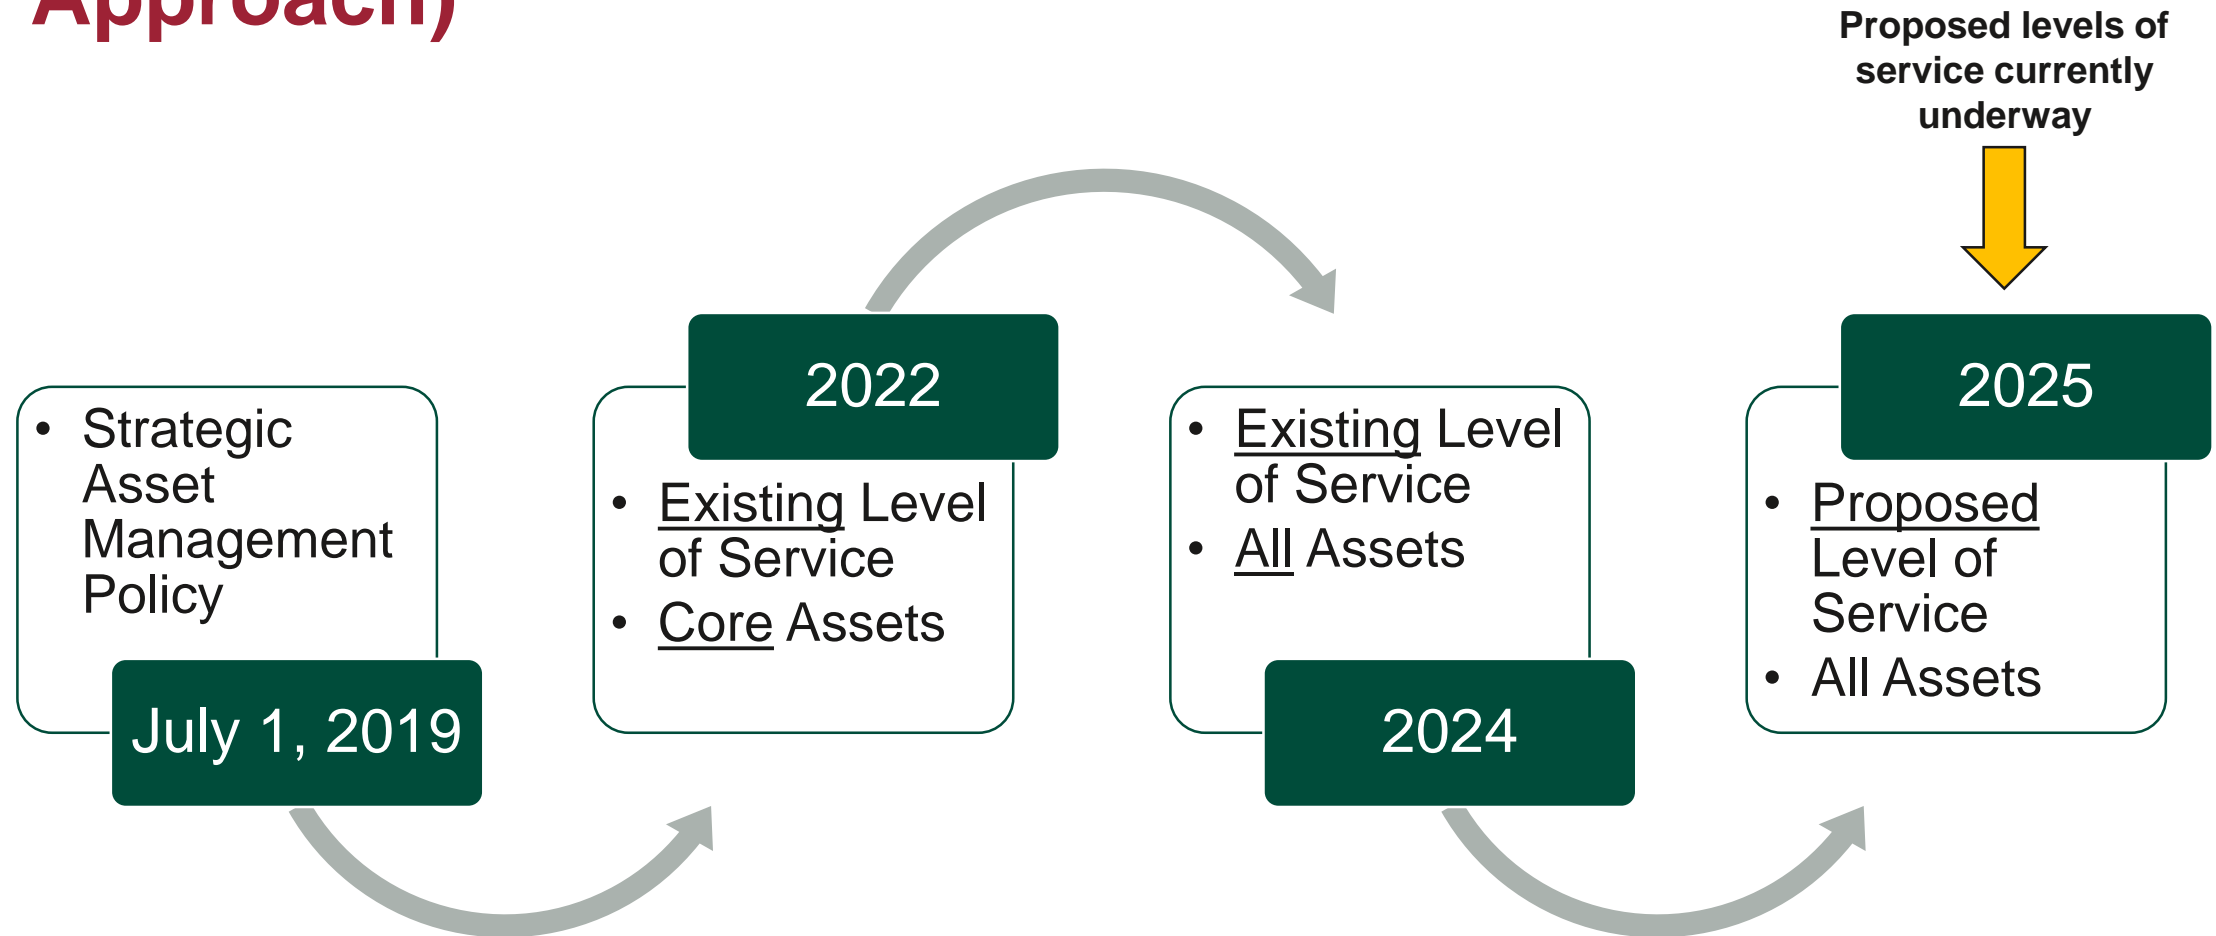 Approach)
Proposed levels of
service currently
underway
• Strategic
Asset
Management
Policy
July 1, 2019
2022
• Existing Level
of Service
• Core Assets
• Existing Level
of Service
• All Assets
2024
2025
• Proposed
Level of
Service
• All Assets